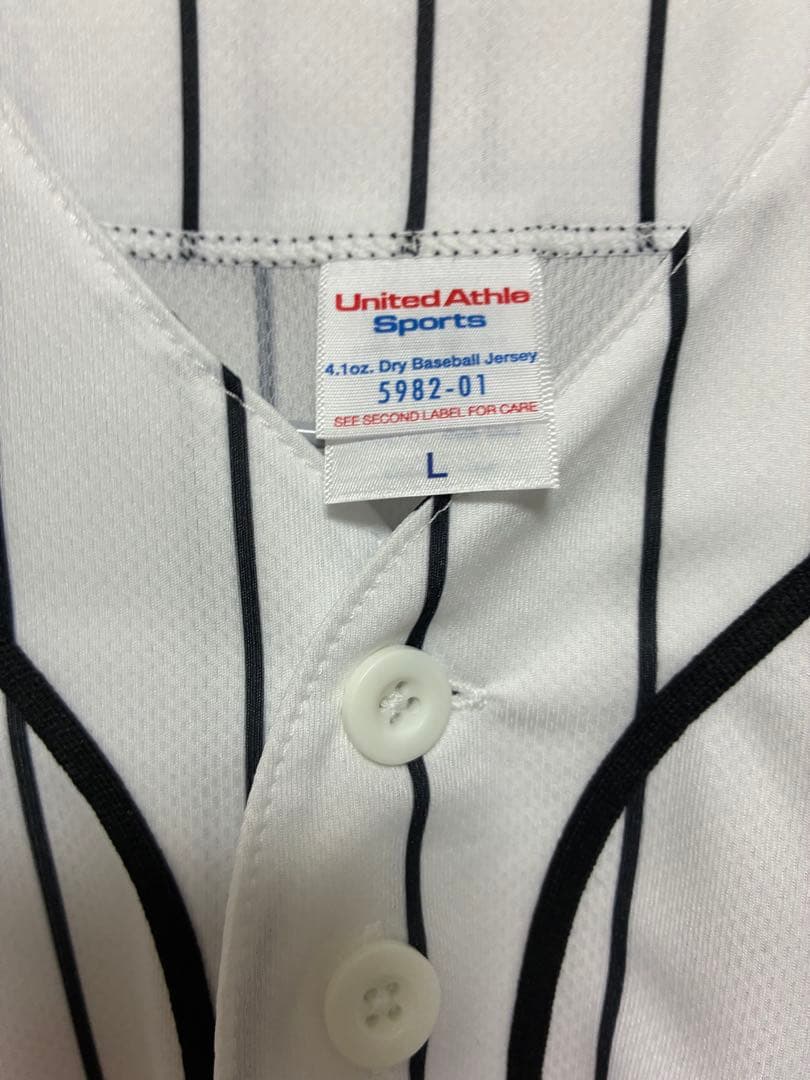 United Athle
Sports
4.1oz. Dry Baseball Jersey
5982-01
SEE SECOND LABEL FOR CARE
L